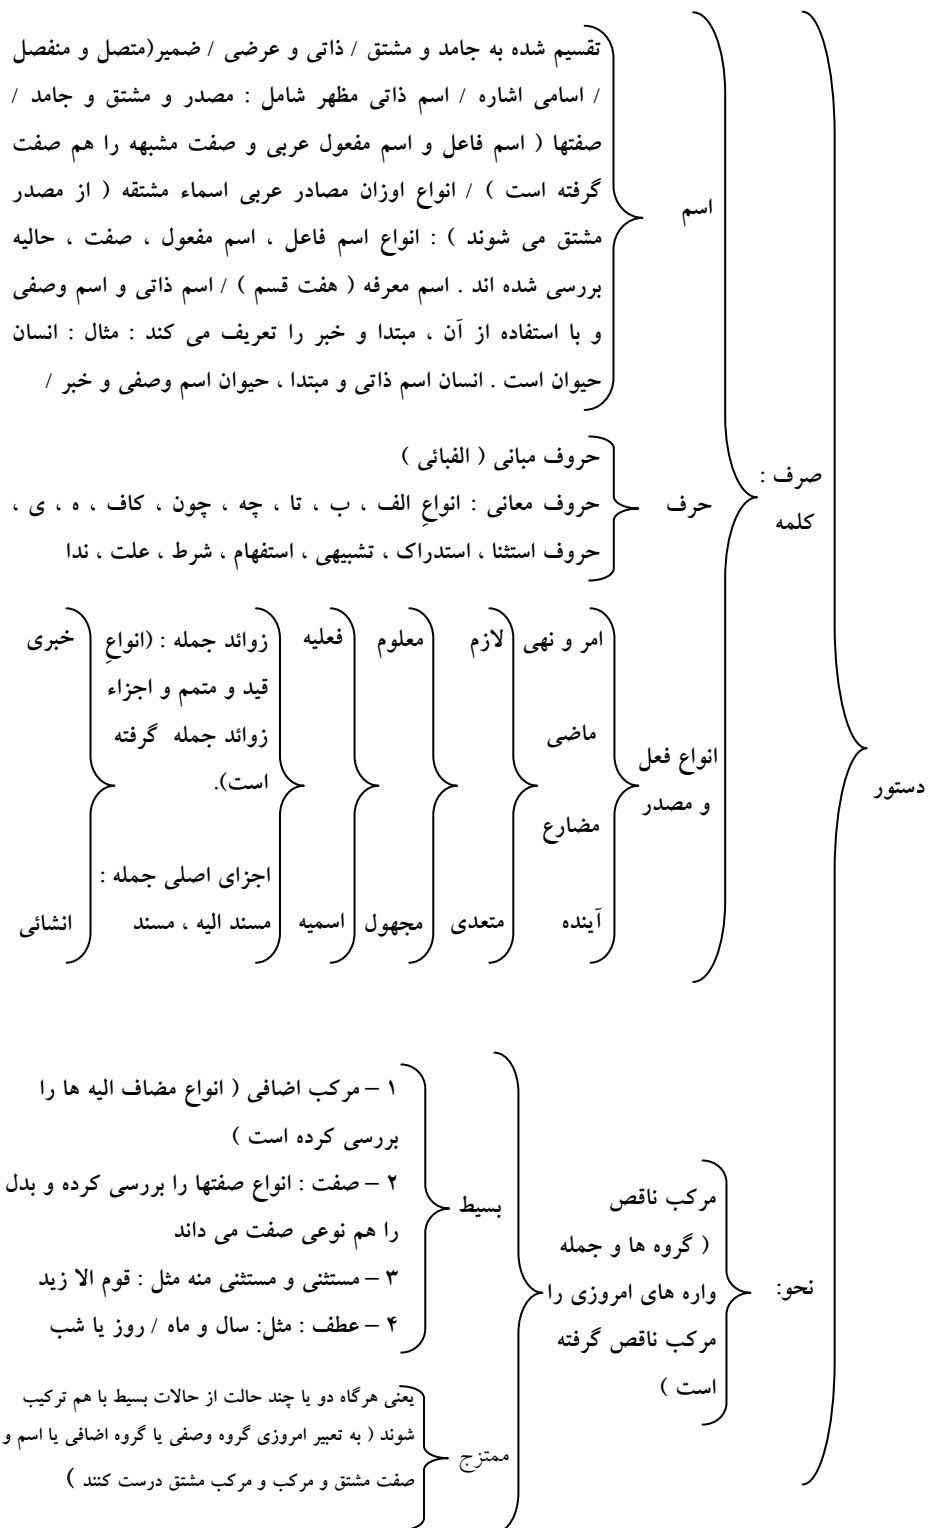 دستور
صرف :
کلمه
اسم
تقسیم شده به جامد و مشتق / ذاتی و عرضی / ضمیر(متصل و منفصل
/ اسامی اشاره / اسم ذاتی مظهر شامل : مصدر و مشتق و جامد /
صفتها ( اسم فاعل و اسم مفعول عربی و صفت مشبهه را هم صفت
گرفته است ) / انواع اوزان مصادر عربی اسماء مشتقه ( از مصدر
مشتق می شوند ) : انواع اسم فاعل ، اسم مفعول ، صفت ، حالیه
بررسی شده اند . اسم معرفه ( هفت قسم ) / اسم ذاتی و اسم وصفی
و با استفاده از آن ، مبتدا و خبر را تعریف می کند : مثال : انسان
حیوان است . انسان اسم ذاتی و مبتدا ، حیوان اسم وصفی و خبر /
حرف
حروف مبانی ( الفبائی )
حروف معانی : انواعِ الف ، ب ، تا ، چه ، چون ، کاف ، ه ، ی ،
حروف استثنا ، استدراک ، تشبیهی ، استفهام ، شرط ، علت ، ندا
انواع فعل
و مصدر
امر و نهی
ماضی
مضارع
آینده
لازم
متعدی
معلوم
مجهول
فعلیه
اسمیه
زوائد جمله : (انواعِ
قید و متمم و اجزاء
زوائد جمله گرفته
است).
اجزای اصلی جمله :
مسند الیه ، مسند
خبری
انشائی
نحو:
مرکب ناقص
( گروه ها و جمله
واره های امروزی را
مرکب ناقص گرفته
است )
بسیط
۱ – مرکب اضافی ( انواع مضاف الیه ها را
بررسی کرده است )
۲ – صفت : انواع صفتها را بررسی کرده و بدل
را هم نوعی صفت می داند
۳ – مستثنی و مستثنی منه مثل : قوم الا زید
۴ – عطف : مثل: سال و ماه / روز یا شب
ممتزج
یعنی هرگاه دو یا چند حالت از حالات بسیط با هم ترکیب
شوند ( به تعبیر امروزی گروه وصفی یا گروه اضافی یا اسم و
صفت مشتق و مرکب و مرکب مشتق درست کنند )